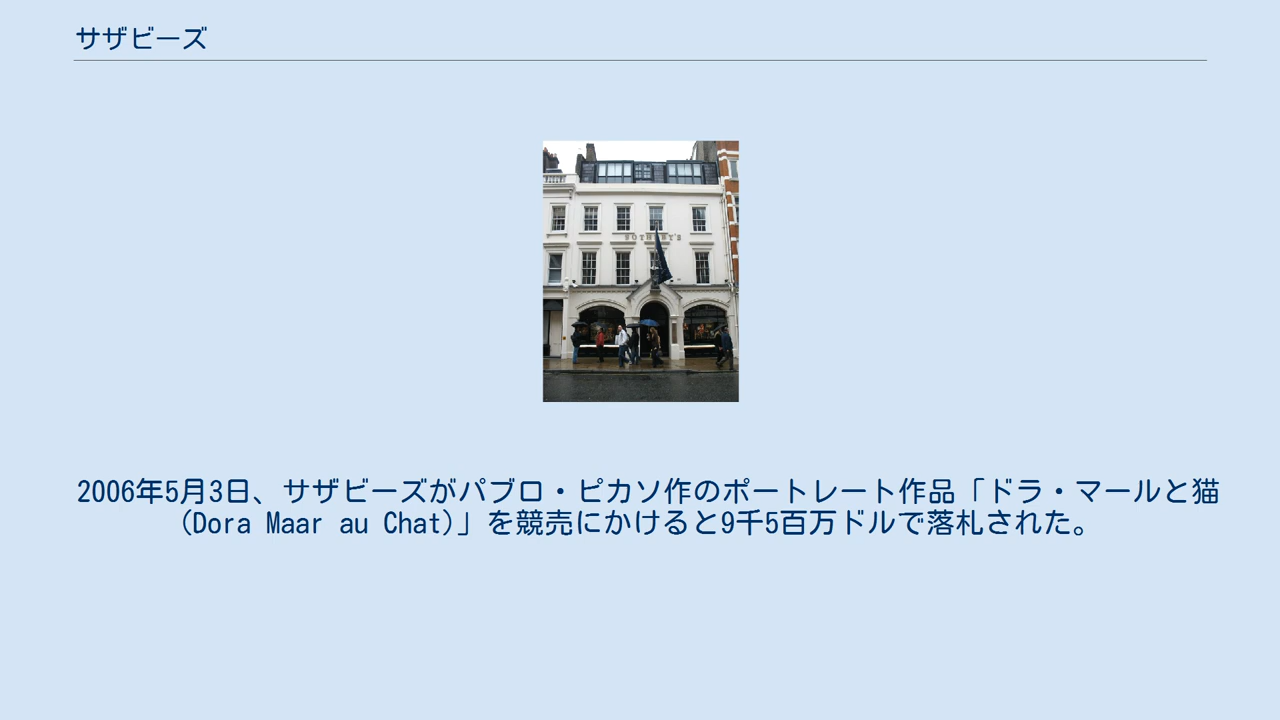 サザビーズ
SOTHEBY'S
2006年5月3日、サザビーズがパブロ・ピカソ作のポートレート作品「ドラ・マールと猫
(Dora Maar au Chat)」を競売にかけると9千5百万ドルで落札された。